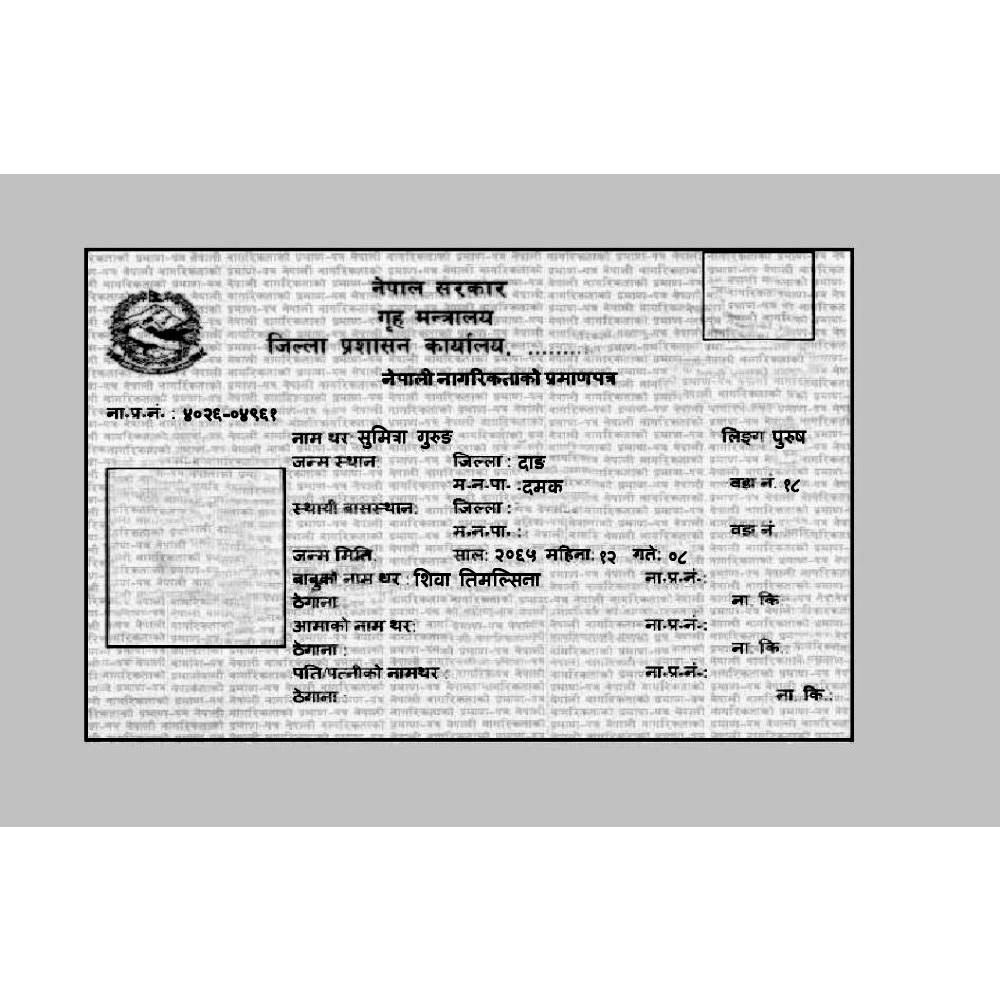 नेपाल सरकार
गृह मन्त्रालय
जिल्ला प्रशासन कार्यालय, .........
नेपाली नागरिकताको प्रमाणपत्र
ना.प्र.नं. : ४०२६-०४९६१
नाम थर: सुमित्रा गुरुङ लिङ्ग: पुरुष
जन्म स्थान: जिल्ला : दाङ
म.न.पा. : दमक वडा नं. १८
स्थायी बासस्थान: जिल्ला :
म.न.पा. : वडा नं.
जन्म मिति: साल: २०६५ महिना: १२ गते: ०८
बाबुको नाम थर : शिवा तिमल्सिना ना.प्र.नं.:
ठेगाना: ना. कि.
आमाको नाम थर: ना.प्र.नं.:
ठेगाना : ना. कि.:
पति/पत्नीको नामथर : ना.प्र.नं.:
ठेगाना : ना. कि.: